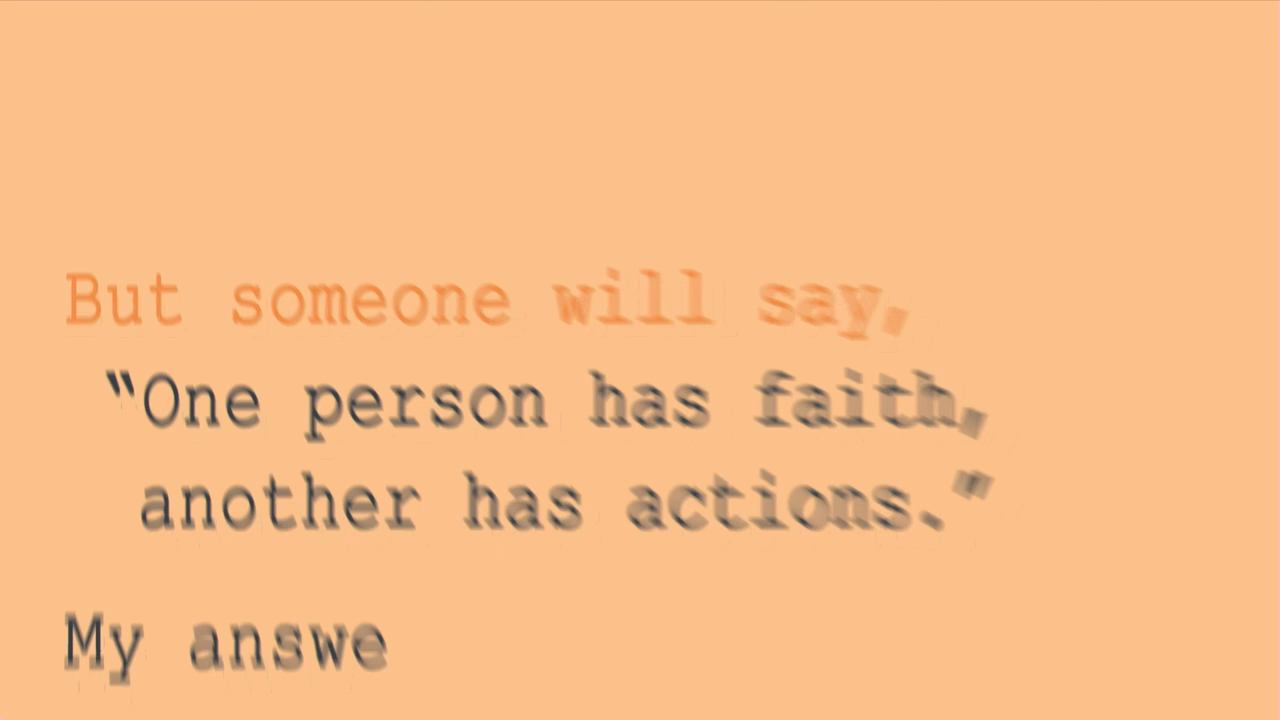 But someone will say,
“One person has faith,
another has actions.”
My answe